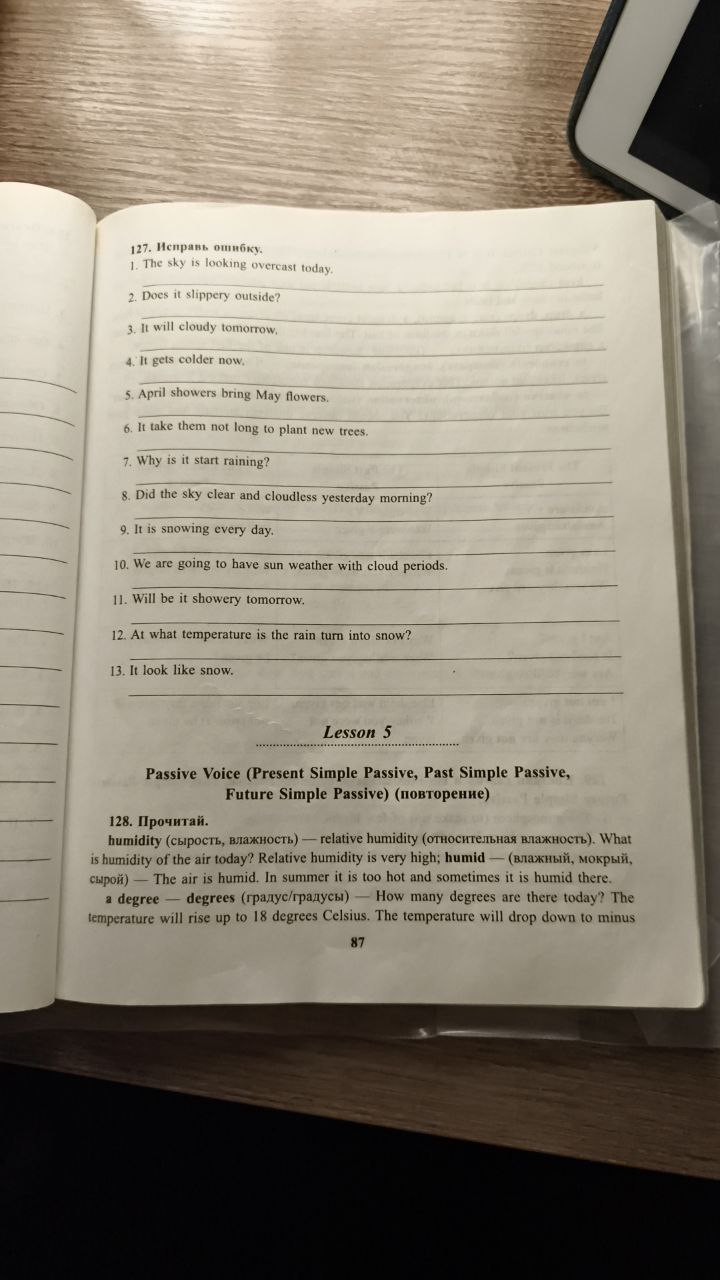 127. Исправь ошибку.
1. The sky is looking overcast today.
2. Does it slippery outside?
3. It will cloudy tomorrow.
4. It gets colder now.
5. April showers bring May flowers.
6. It take them not long to plant new trees.
7. Why is it start raining?
8. Did the sky clear and cloudless yesterday morning?
9. It is snowing every day.
10. We are going to have sun weather with cloud periods.
11. Will be it showery tomorrow.
12. At what temperature is the rain turn into snow?
13. It look like snow.
Lesson 5
Passive Voice (Present Simple Passive, Past Simple Passive,
Future Simple Passive) (повторение)
128. Прочитай.
humidity (сырость, влажность) — relative humidity (относительная влажность). What
is humidity of the air today? Relative humidity is very high; humid — (влажный, мокрый,
сырой) — The air is humid. In summer it is too hot and sometimes it is humid there.
a degree — degrees (градус/градусы) — How many degrees are there today? The
temperature will rise up to 18 degrees Celsius. The temperature will drop down to minus
87